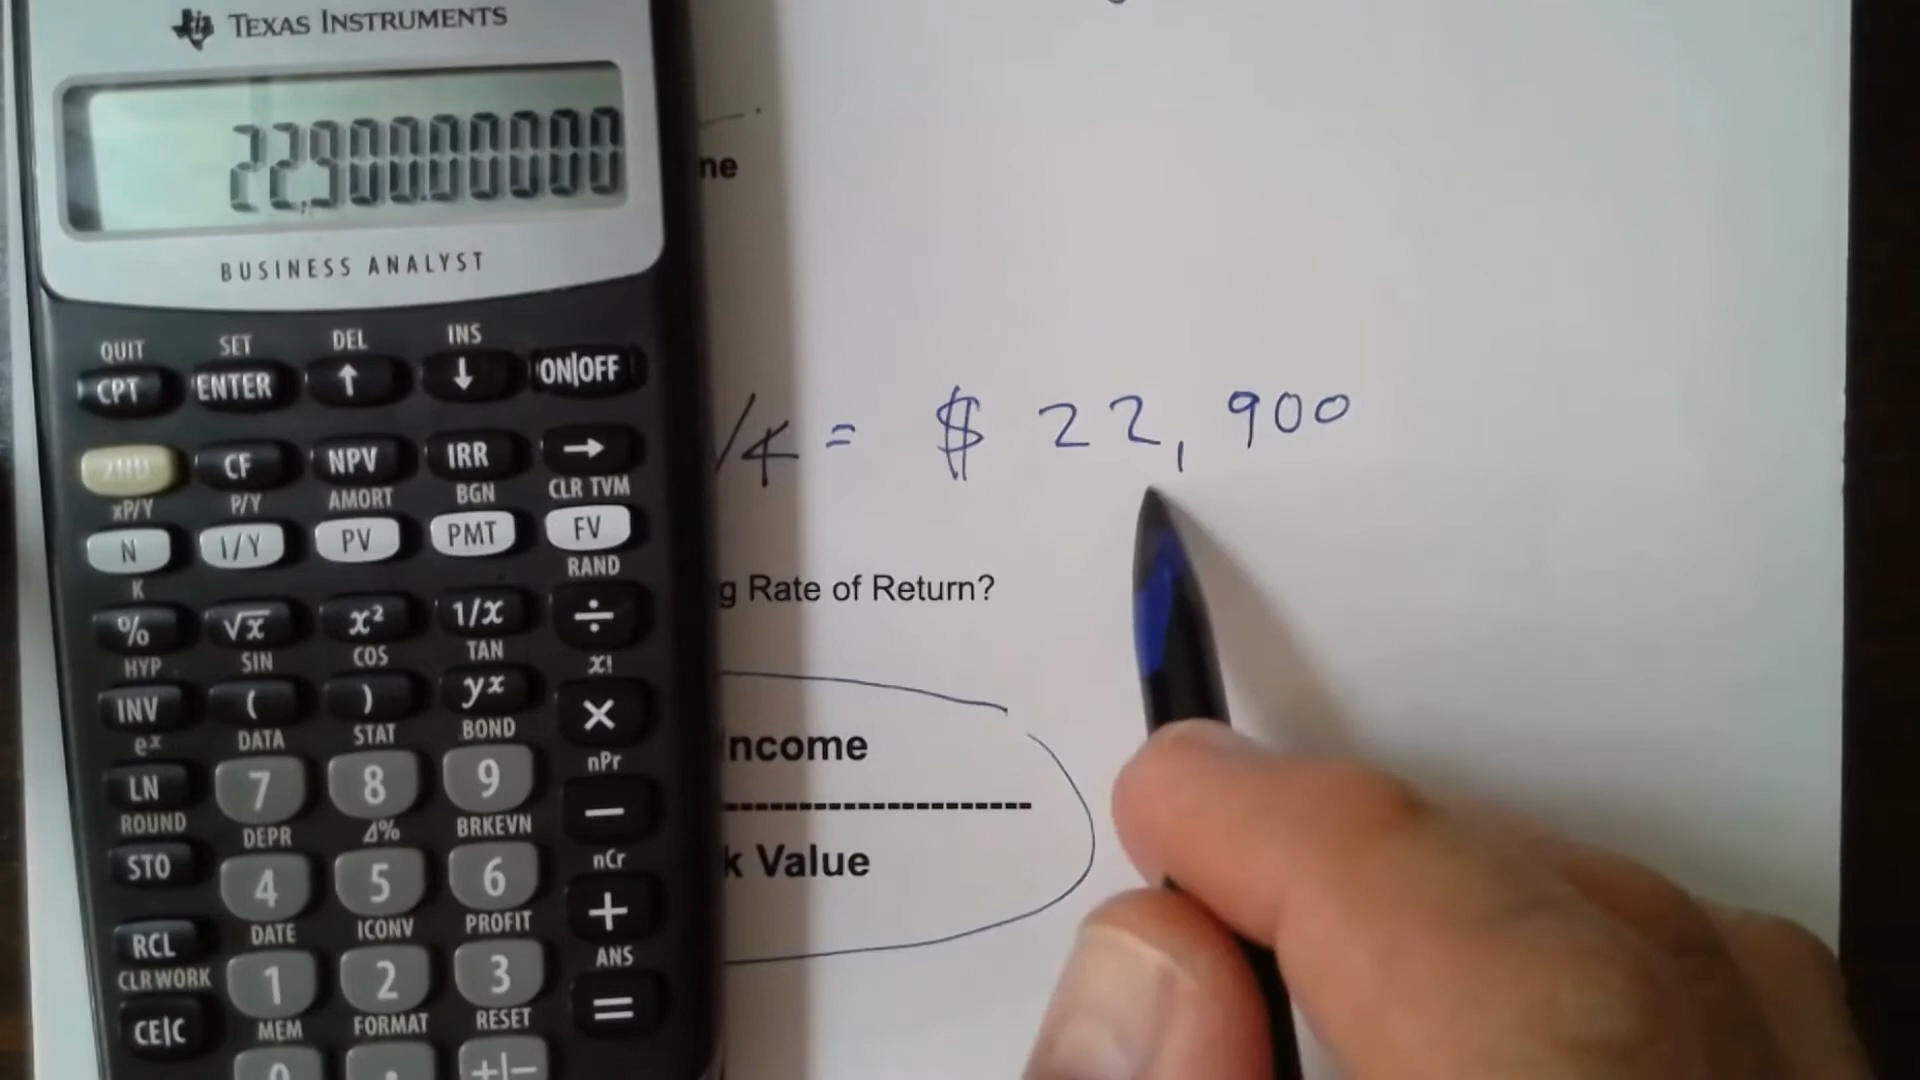 TEXAS INSTRUMENTS
22,900.00000
BUSINESS ANALYST
QUIT SET DEL INS
CPT ENTER ↑ ↓ ON|OFF
2ND CF NPV IRR →
xP/Y P/Y AMORT BGN CLR TVM
N I/Y PV PMT FV
K RAND
% √x x² 1/x ÷
HYP SIN COS TAN x!
INV ( ) yx ×
ex DATA STAT BOND nPr
LN 7 8 9 −
ROUND DEPR Δ% BRKEVN nCr
STO 4 5 6 +
DATE ICONV PROFIT ANS
RCL 1 2 3 =
CLR WORK MEM FORMAT RESET
CE|C 0 . +|−
ne
/4 = $ 22,900
g Rate of Return?
ncome
--------------------------
k Value